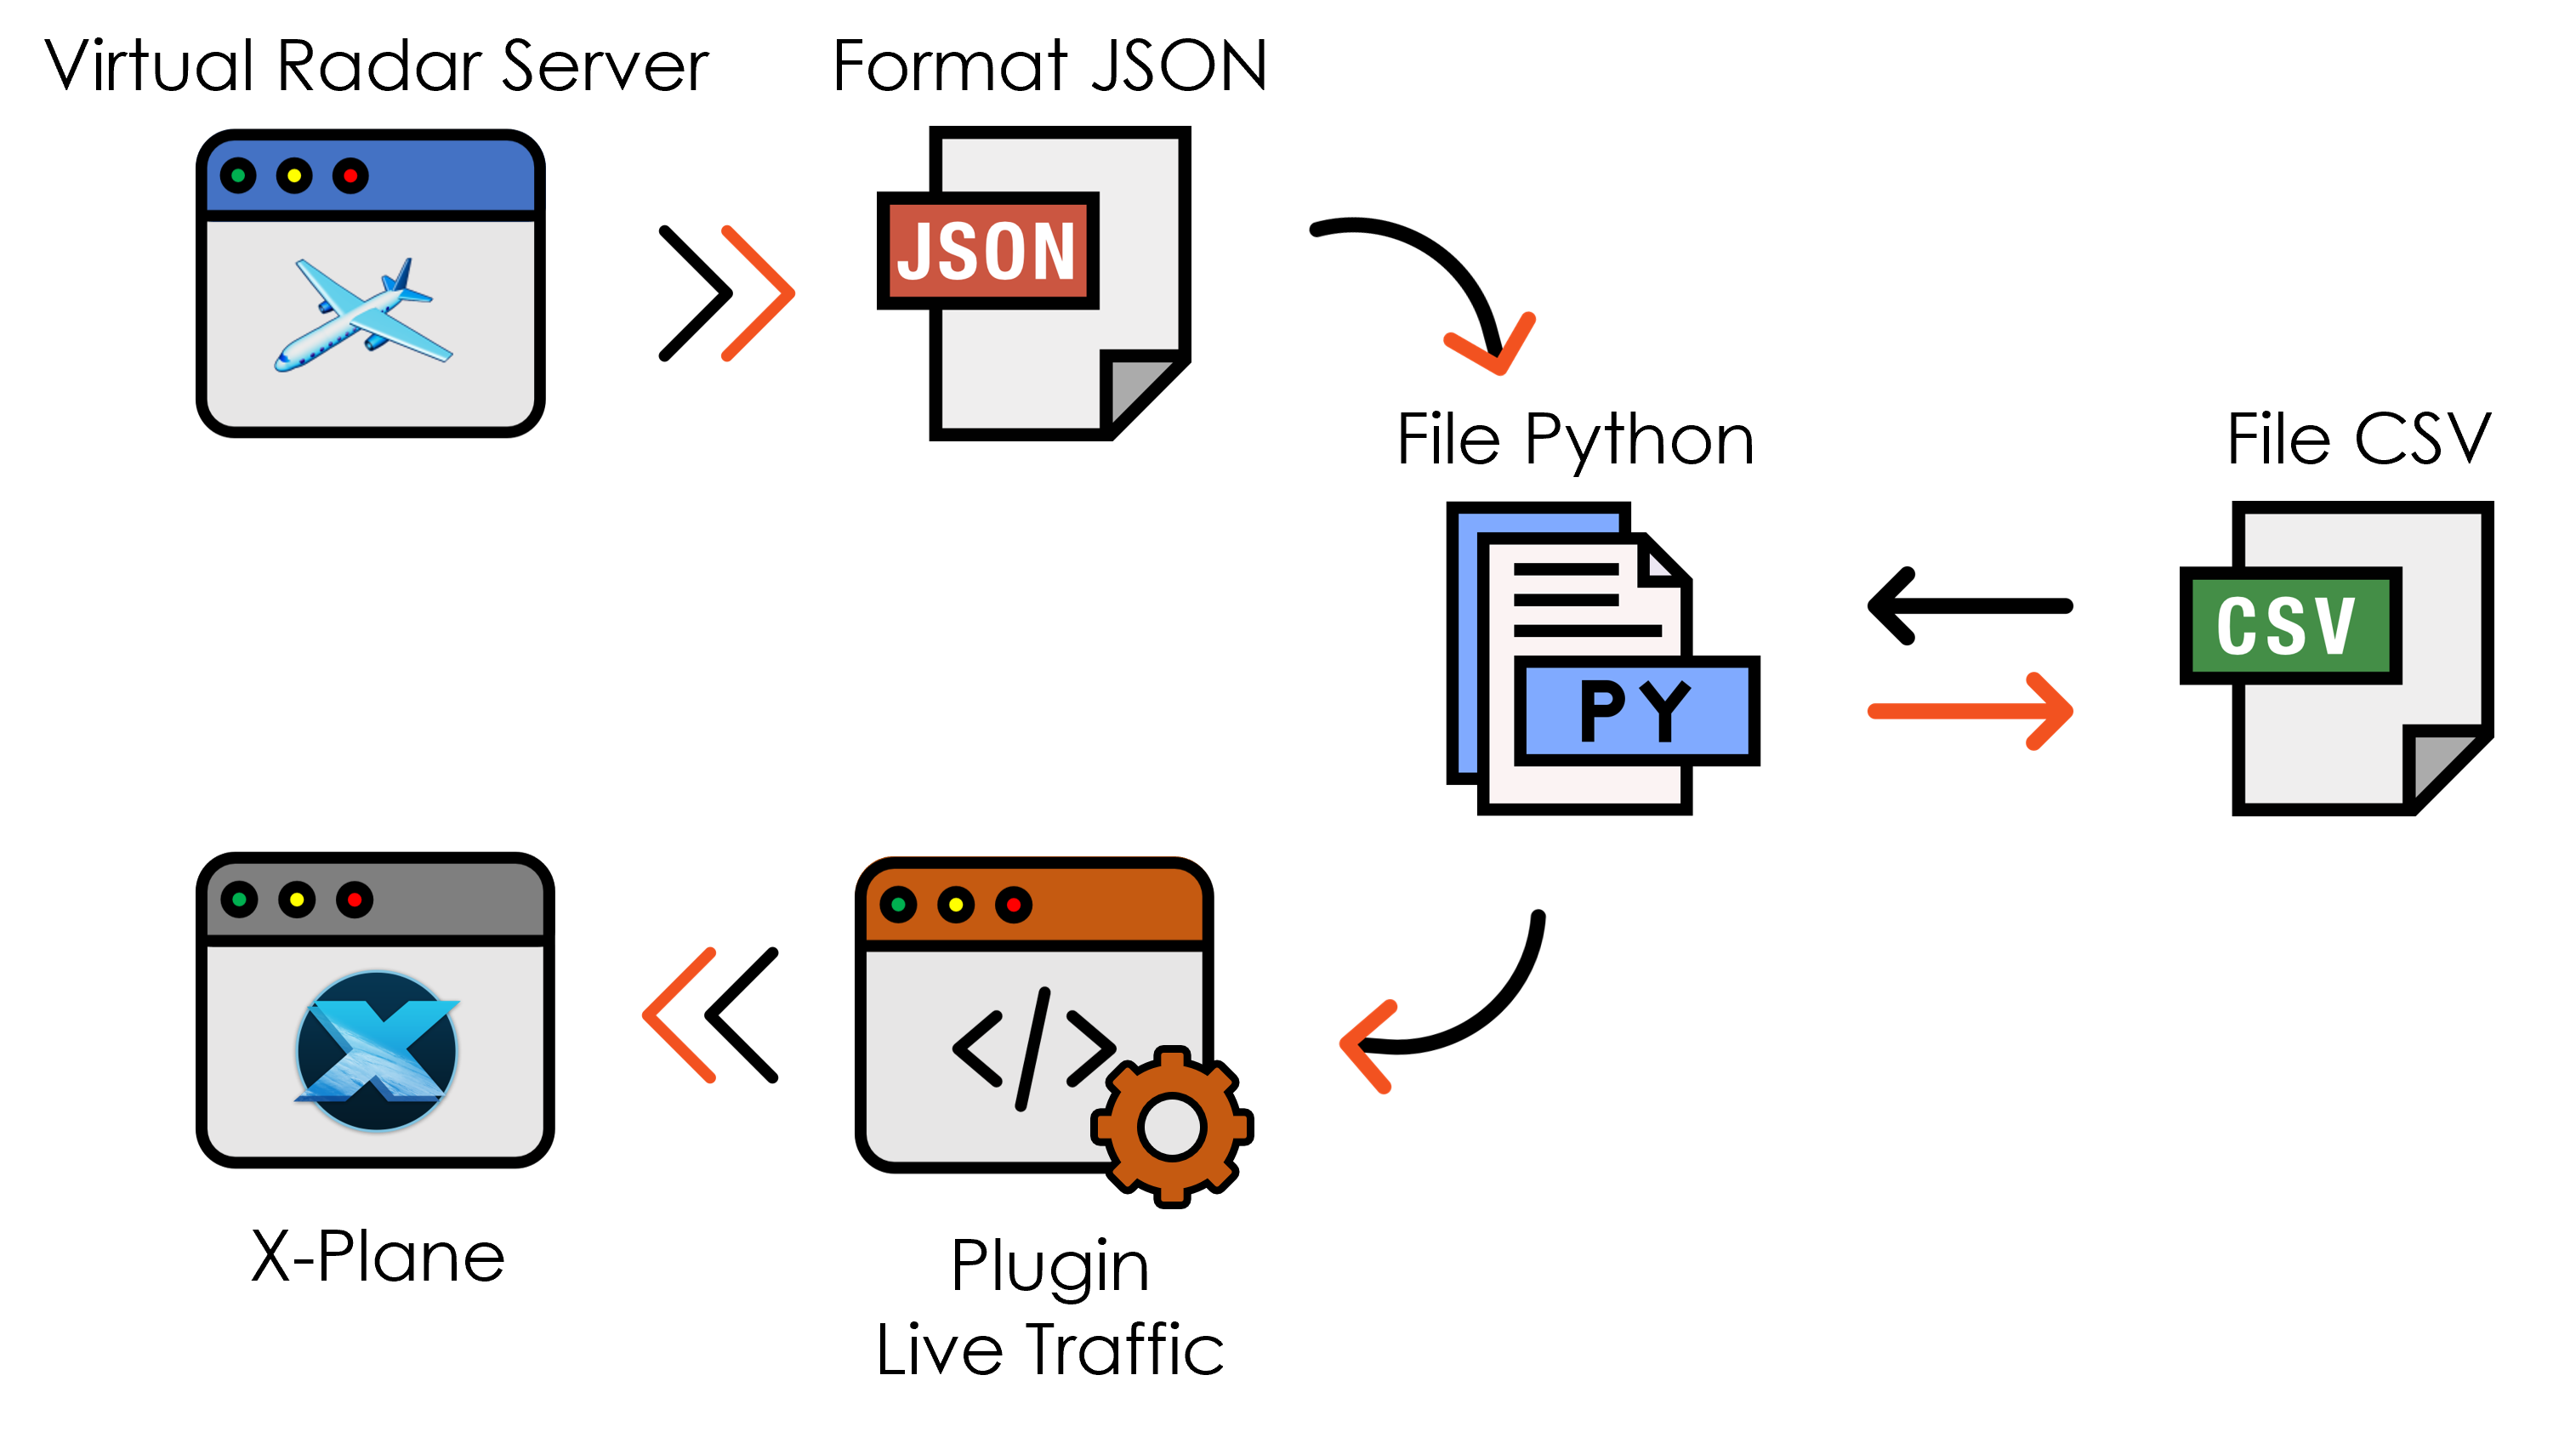 Virtual Radar Server
Format JSON
JSON
File Python
File CSV
PY
CSV
</>
X-Plane
Plugin
Live Traffic